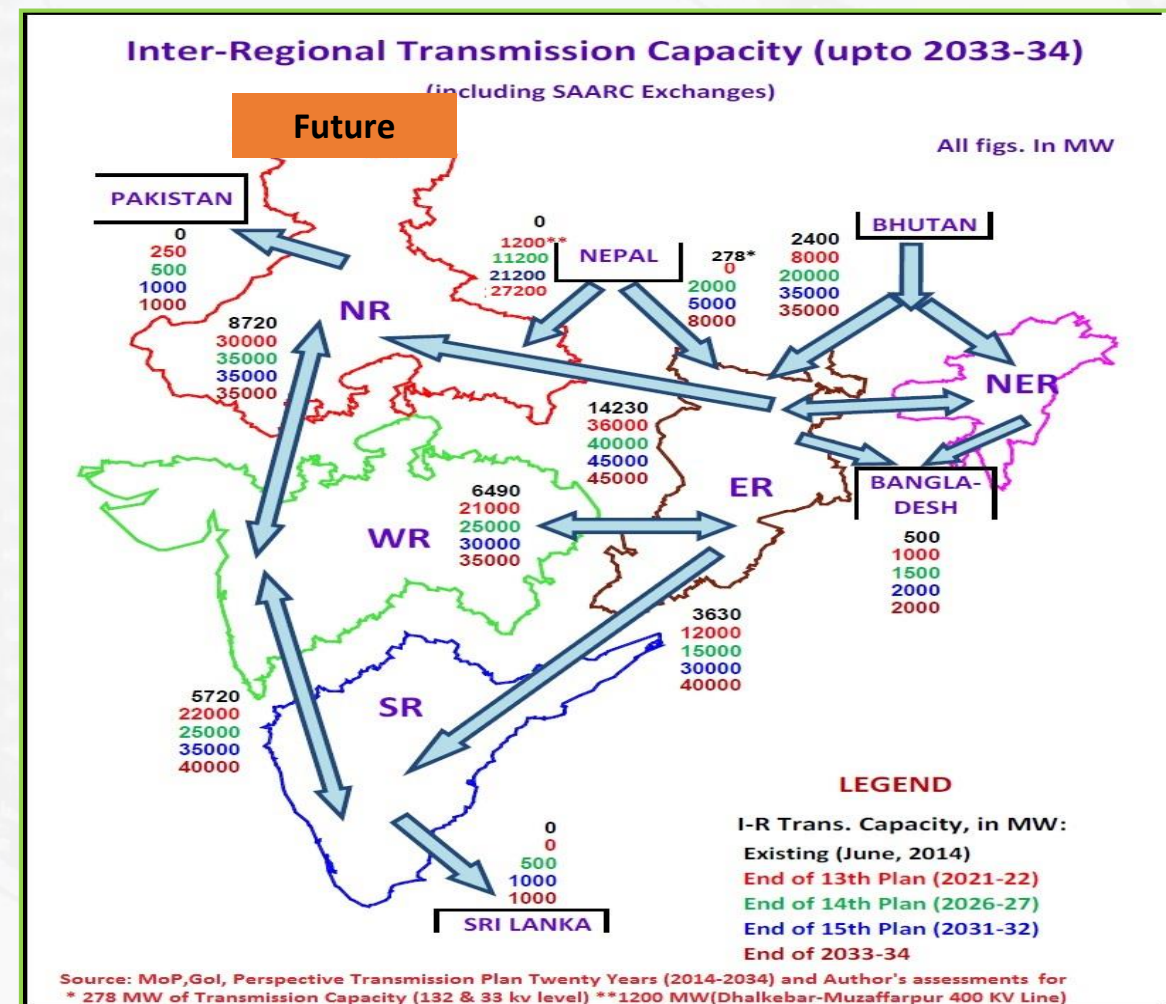 Inter-Regional Transmission Capacity (upto 2033-34)
(including SAARC Exchanges)
Future
All figs. In MW
PAKISTAN
0
250
500
1000
1000
0
1200**
11200
21200
27200
NEPAL
278*
0
2000
5000
8000
BHUTAN
2400
8000
20000
35000
35000
NR
8720
30000
35000
35000
35000
NER
14230
36000
40000
45000
45000
ER
BANGLA-
DESH
500
1000
1500
2000
2000
WR
6490
21000
25000
30000
35000
3630
12000
15000
30000
40000
5720
22000
25000
35000
40000
SR
0
0
500
1000
1000
SRI LANKA
LEGEND
I-R Trans. Capacity, in MW:
Existing (June, 2014)
End of 13th Plan (2021-22)
End of 14th Plan (2026-27)
End of 15th Plan (2031-32)
End of 2033-34
Source: MoP,GoI, Perspective Transmission Plan Twenty Years (2014-2034) and Author's assessments for
* 278 MW of Transmission Capacity (132 & 33 kv level) **1200 MW(Dhalkebar-Muzaffarpur 400 KV Line)